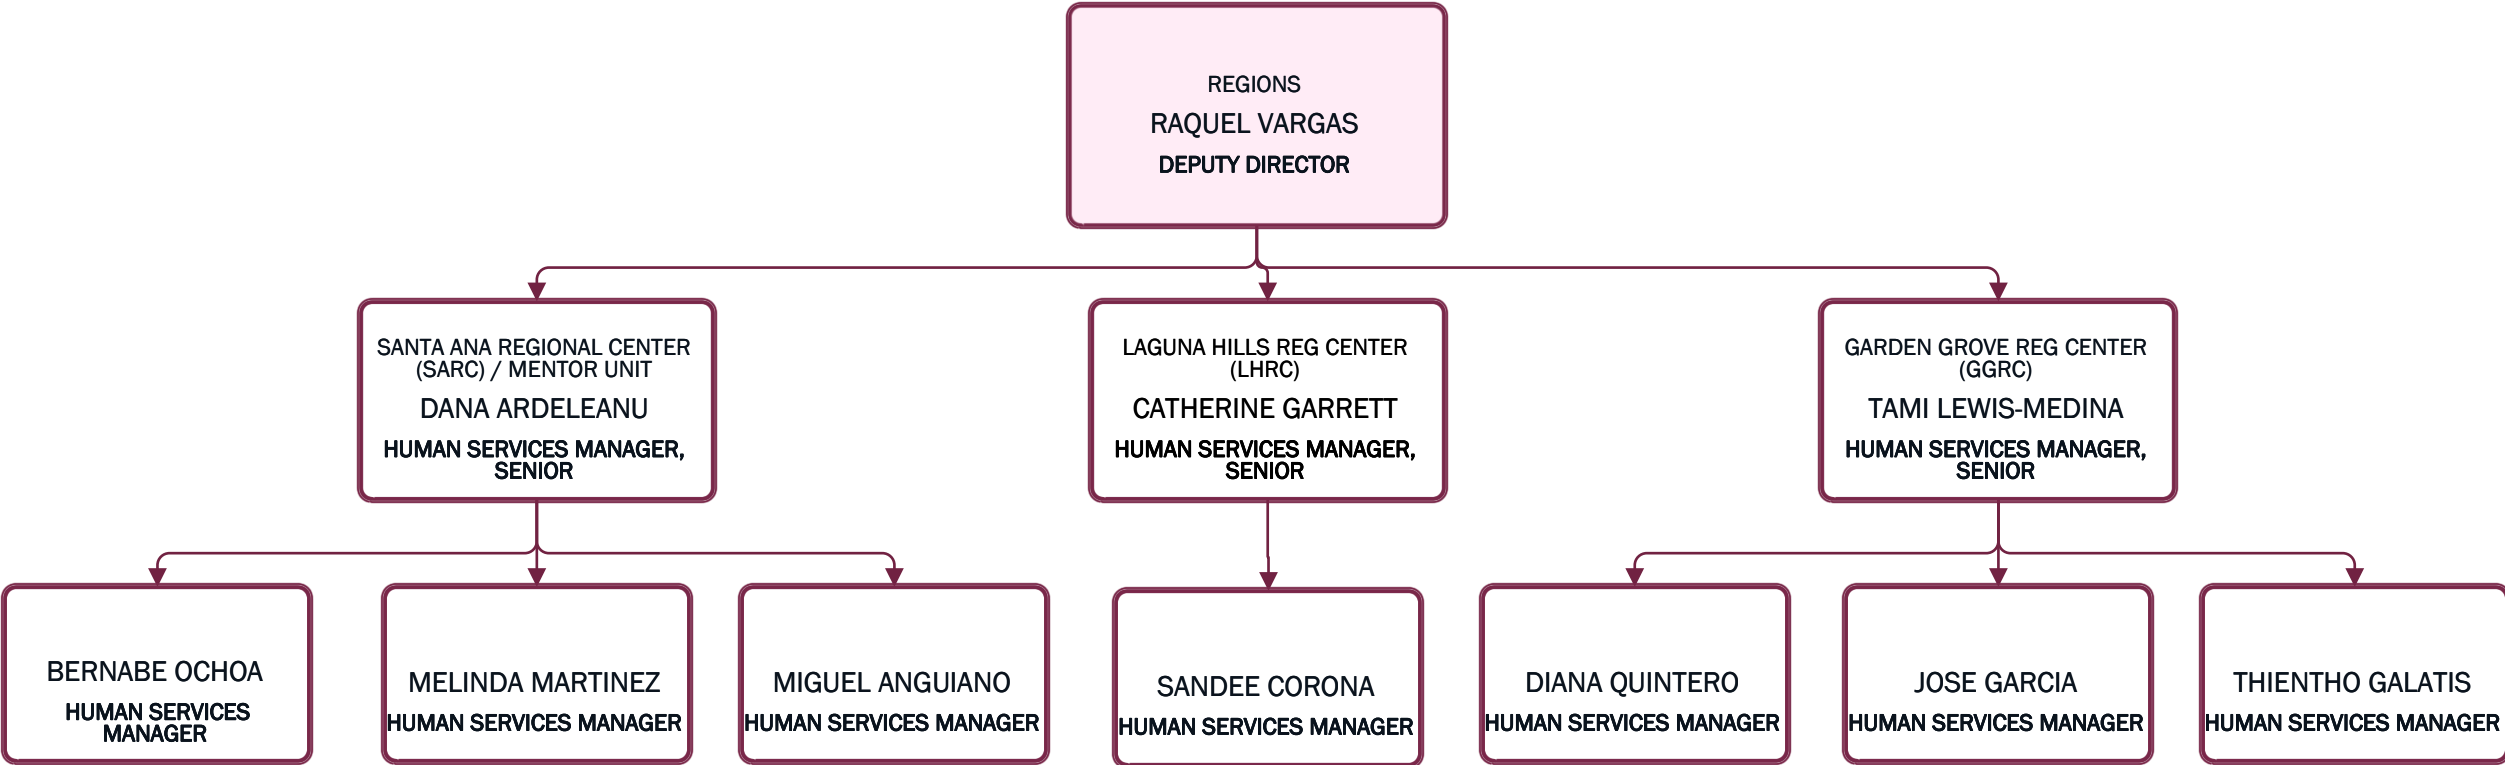 REGIONS
RAQUEL VARGAS
DEPUTY DIRECTOR
SANTA ANA REGIONAL CENTER
(SARC) / MENTOR UNIT
DANA ARDELEANU
HUMAN SERVICES MANAGER,
SENIOR
LAGUNA HILLS REG CENTER
(LHRC)
CATHERINE GARRETT
HUMAN SERVICES MANAGER,
SENIOR
GARDEN GROVE REG CENTER
(GGRC)
TAMI LEWIS-MEDINA
HUMAN SERVICES MANAGER,
SENIOR
BERNABE OCHOA
HUMAN SERVICES
MANAGER
MELINDA MARTINEZ
HUMAN SERVICES MANAGER
MIGUEL ANGUIANO
HUMAN SERVICES MANAGER
SANDEE CORONA
HUMAN SERVICES MANAGER
DIANA QUINTERO
HUMAN SERVICES MANAGER
JOSE GARCIA
HUMAN SERVICES MANAGER
THIENTHO GALATIS
HUMAN SERVICES MANAGER